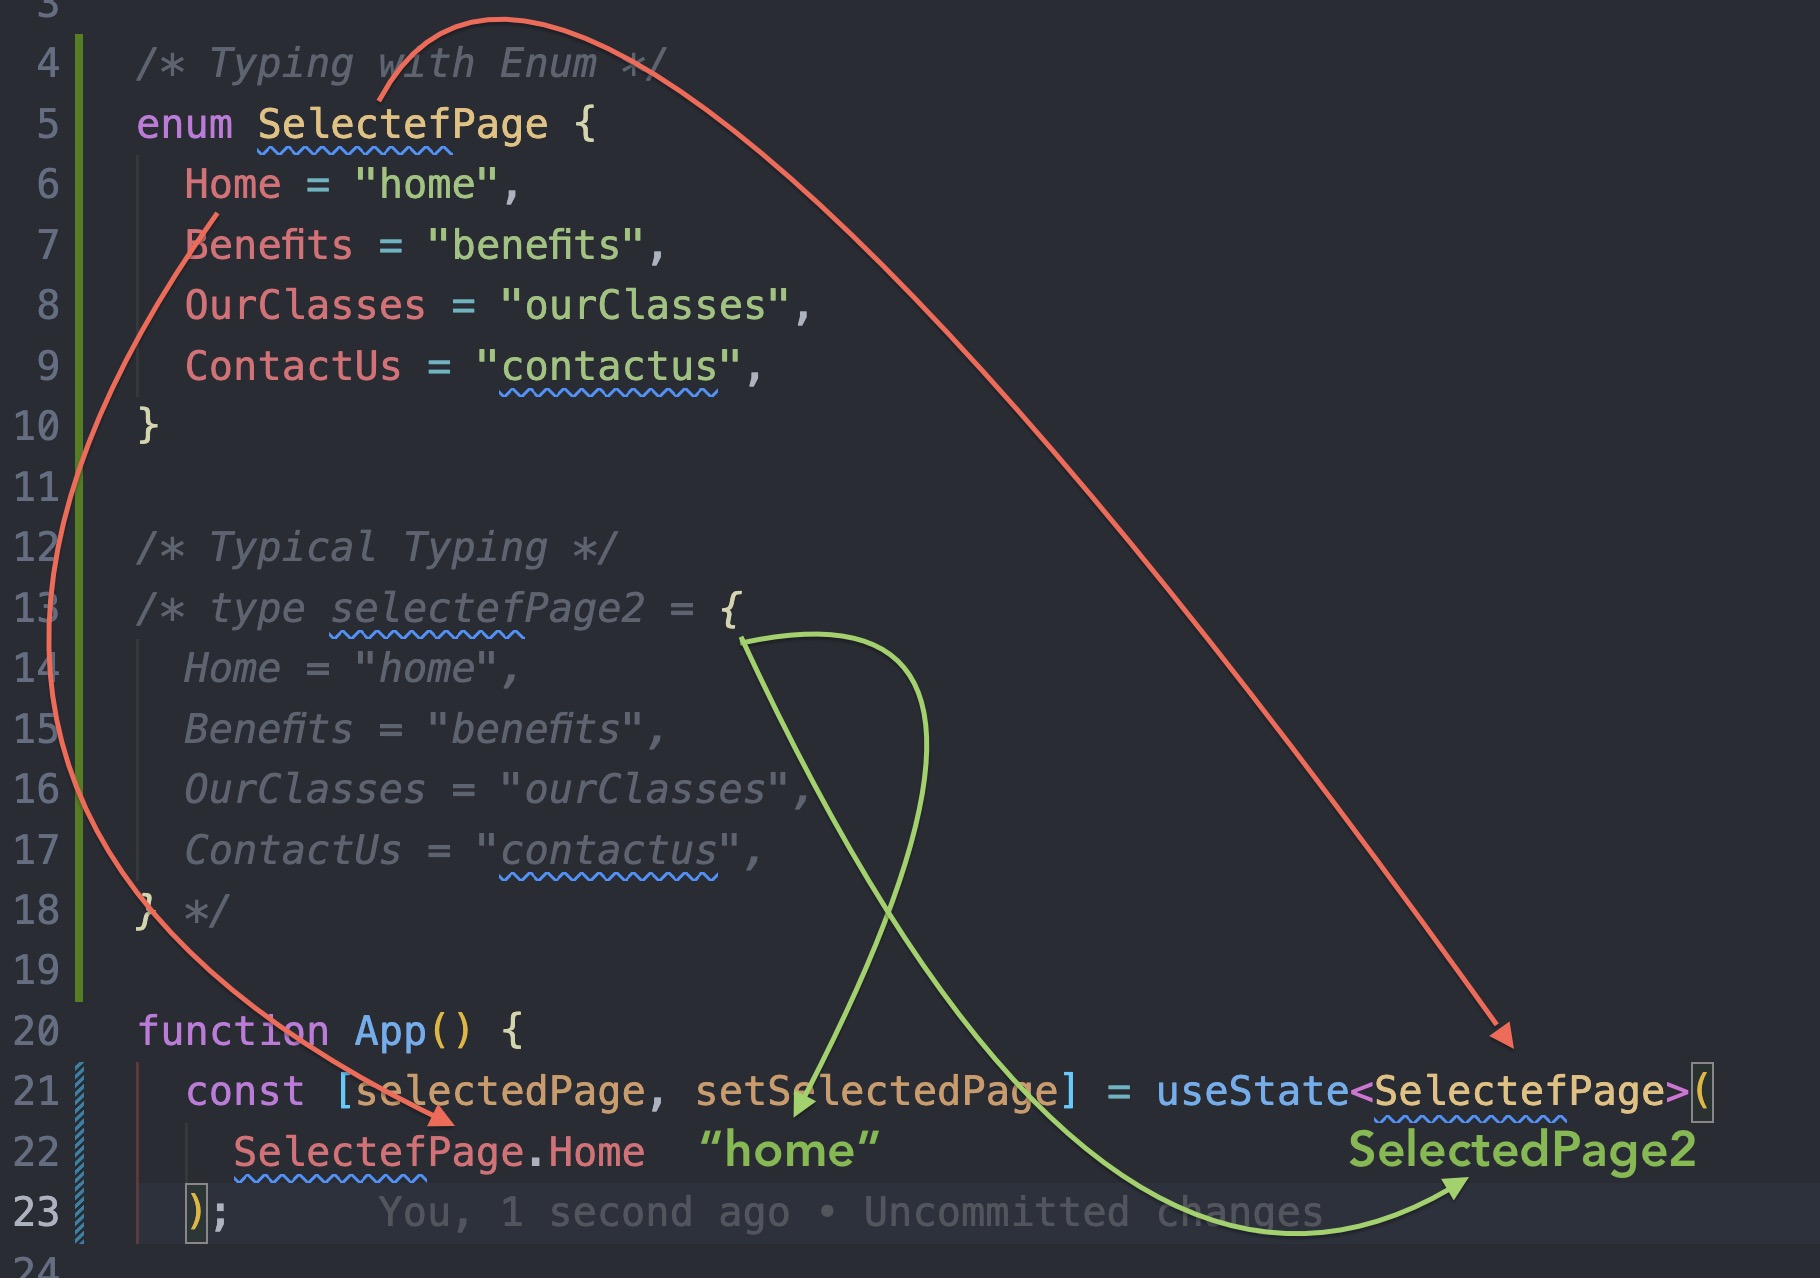 3
4 /* Typing with Enum */
5 enum SelectefPage {
6 Home = "home",
7 Benefits = "benefits",
8 OurClasses = "ourClasses",
9 ContactUs = "contactus",
10 }
11
12 /* Typical Typing */
13 /* type selectefPage2 = {
14 Home = "home",
15 Benefits = "benefits",
16 OurClasses = "ourClasses",
17 ContactUs = "contactus",
18 } */
19
20 function App() {
21 const [selectedPage, setSelectedPage] = useState<SelectefPage>(
22 SelectefPage.Home “home“ SelectedPage2
23 ); You, 1 second ago • Uncommitted changes
24